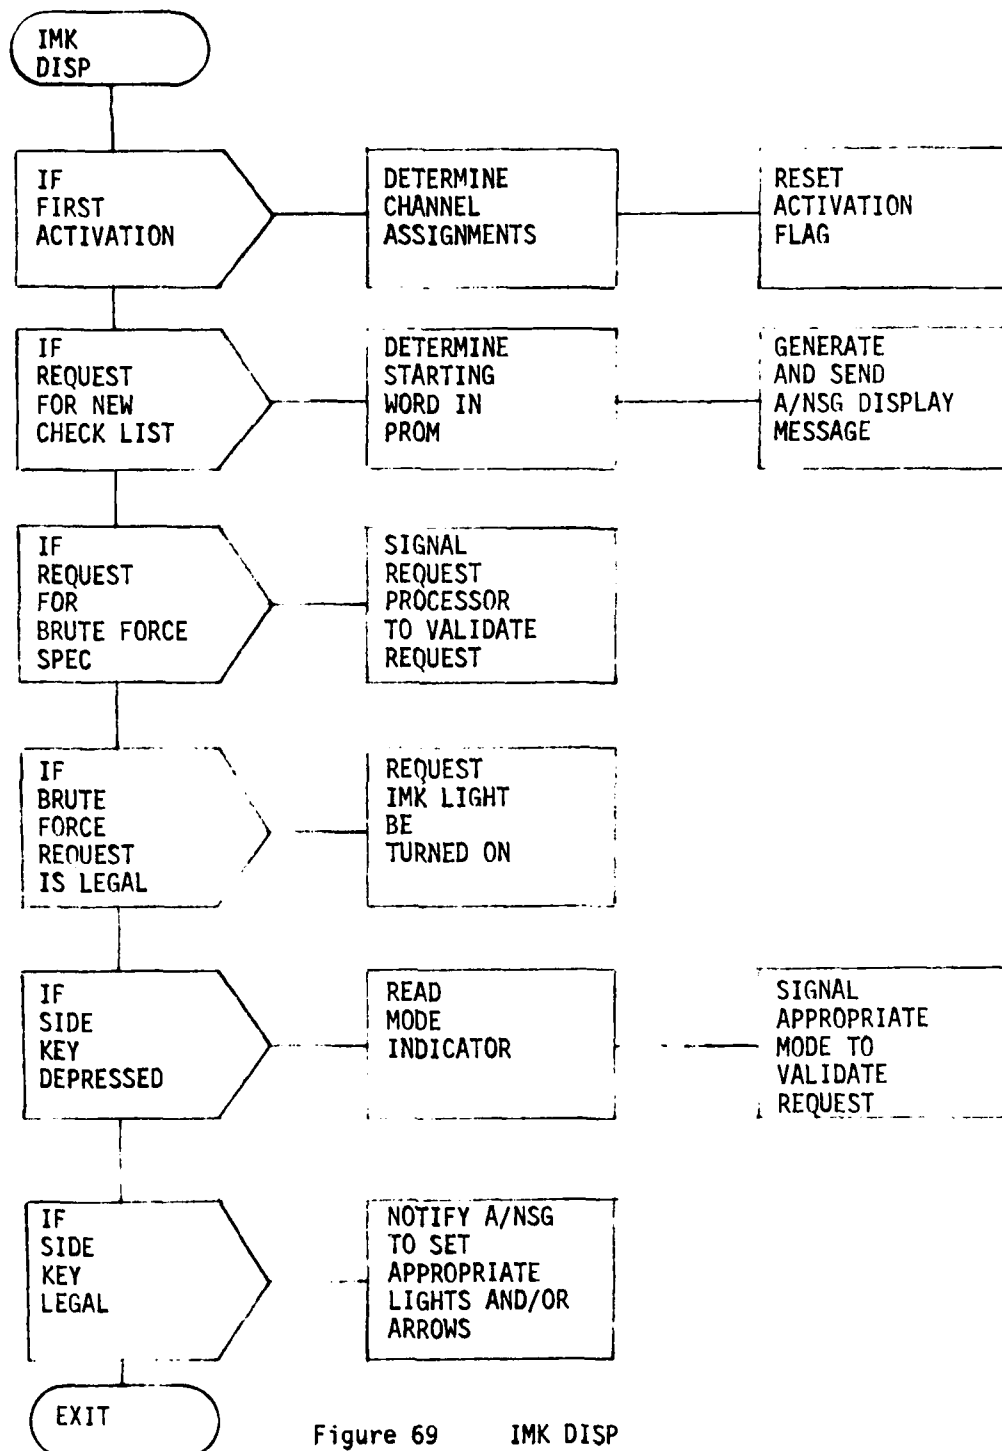 IMK
DISP
IF
FIRST
ACTIVATION
DETERMINE
CHANNEL
ASSIGNMENTS
RESET
ACTIVATION
FLAG
IF
REQUEST
FOR NEW
CHECK LIST
DETERMINE
STARTING
WORD IN
PROM
GENERATE
AND SEND
A/NSG DISPLAY
MESSAGE
IF
REQUEST
FOR
BRUTE FORCE
SPEC
SIGNAL
REQUEST
PROCESSOR
TO VALIDATE
REQUEST
IF
BRUTE
FORCE
REQUEST
IS LEGAL
REQUEST
IMK LIGHT
BE
TURNED ON
IF
SIDE
KEY
DEPRESSED
READ
MODE
INDICATOR
SIGNAL
APPROPRIATE
MODE TO
VALIDATE
REQUEST
IF
SIDE
KEY
LEGAL
NOTIFY A/NSG
TO SET
APPROPRIATE
LIGHTS AND/OR
ARROWS
EXIT
Figure 69 IMK DISP